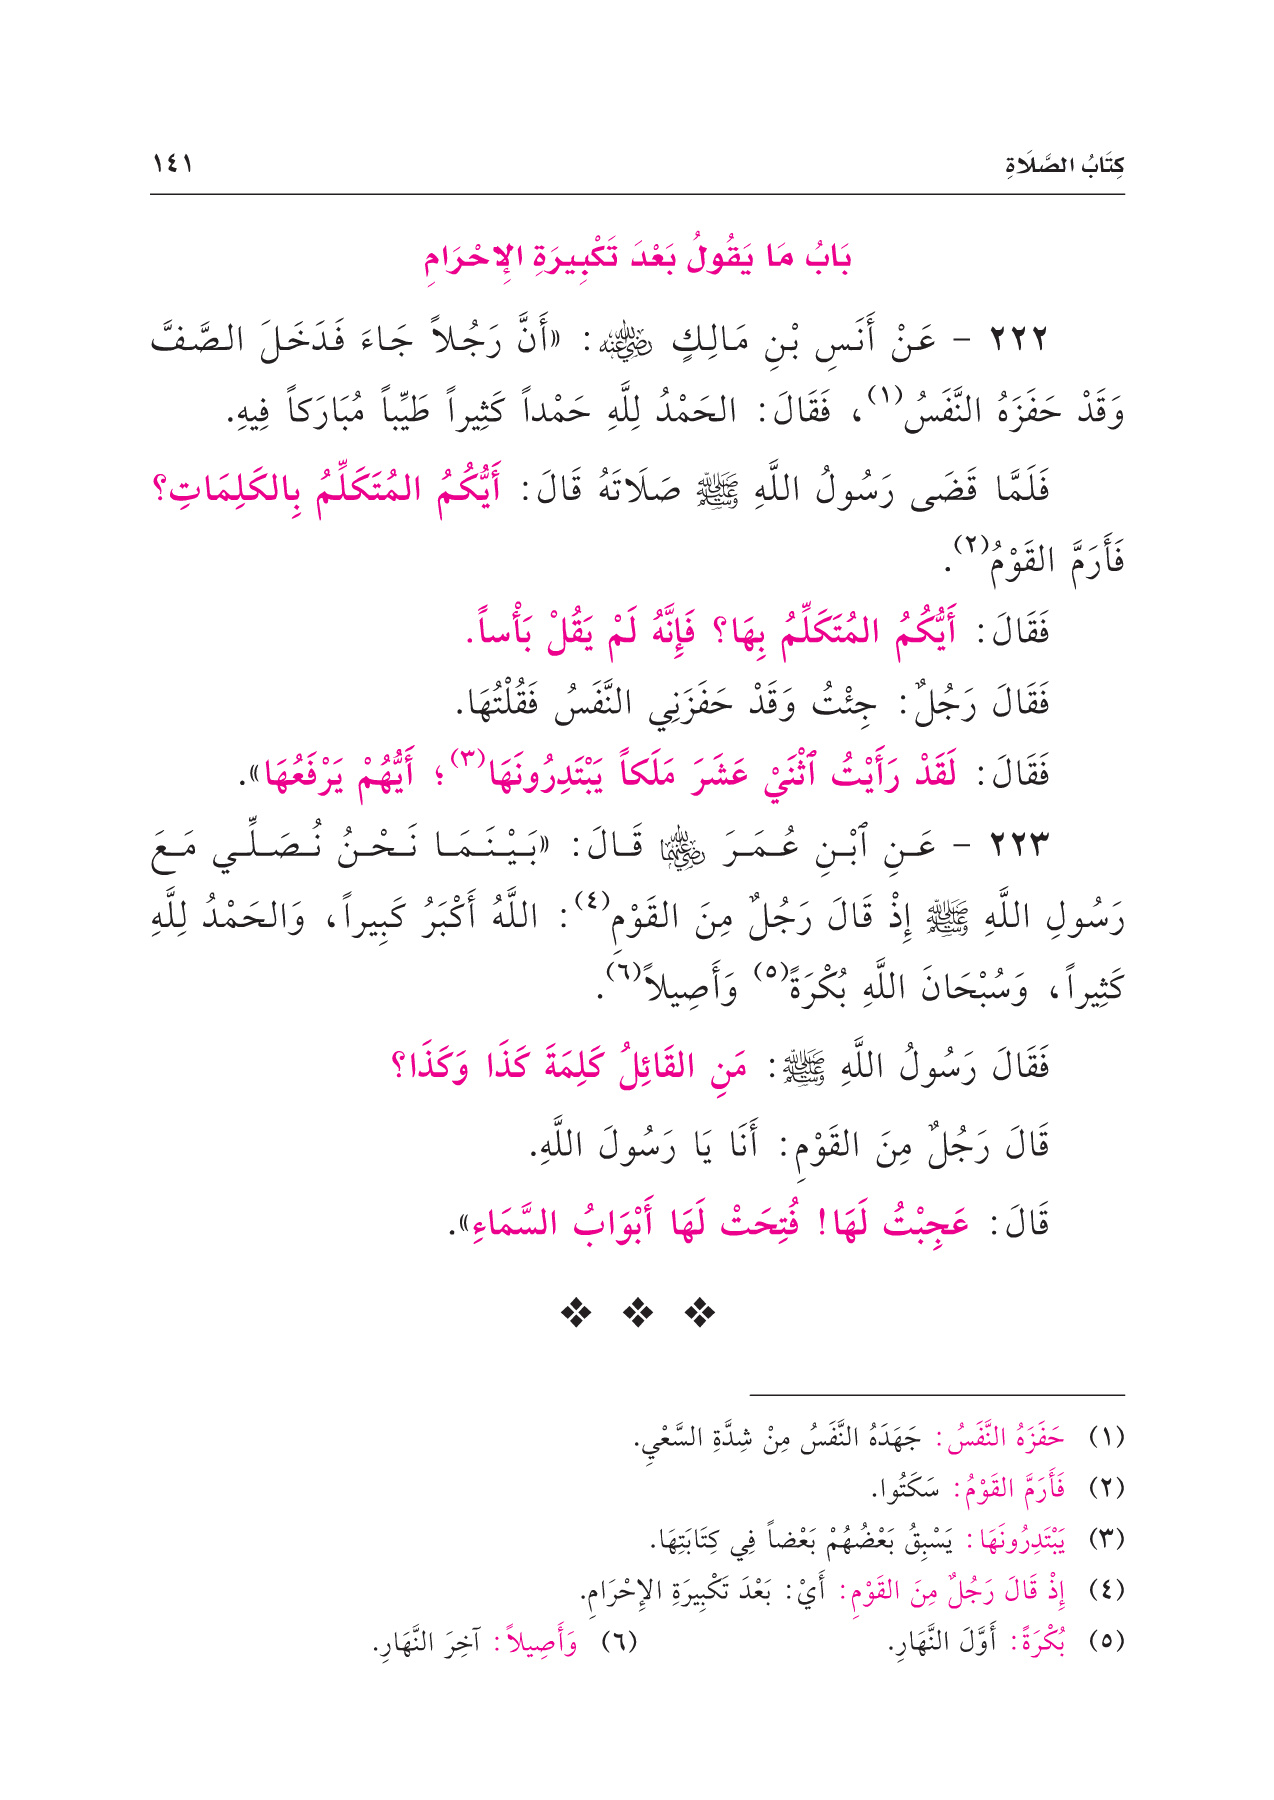 كِتَابُ الصَّلَاةِ ١٤١
بَابُ مَا يَقُولُ بَعْدَ تَكْبِيرَةِ الإِحْرَامِ
٢٢٢ - عَنْ أَنَسِ بْنِ مَالِكٍ رضي الله عنه: «أَنَّ رَجُلاً جَاءَ فَدَخَلَ الصَّفَّ
وَقَدْ حَفَزَهُ النَّفَسُ(١)، فَقَالَ: الحَمْدُ لِلَّهِ حَمْداً كَثِيراً طَيِّباً مُبَارَكاً فِيهِ.
فَلَمَّا قَضَى رَسُولُ اللَّهِ ﷺ صَلَاتَهُ قَالَ: أَيُّكُمُ المُتَكَلِّمُ بِالكَلِمَاتِ؟
فَأَرَمَّ القَوْمُ(٢).
فَقَالَ: أَيُّكُمُ المُتَكَلِّمُ بِهَا؟ فَإِنَّهُ لَمْ يَقُلْ بَأْساً.
فَقَالَ رَجُلٌ: جِئْتُ وَقَدْ حَفَزَنِي النَّفَسُ فَقُلْتُهَا.
فَقَالَ: لَقَدْ رَأَيْتُ ٱثْنَيْ عَشَرَ مَلَكاً يَبْتَدِرُونَهَا(٣)؛ أَيُّهُمْ يَرْفَعُهَا».
٢٢٣ - عَنِ ٱبْنِ عُمَرَ رضي الله عنهما قَالَ: «بَيْنَمَا نَحْنُ نُصَلِّي مَعَ
رَسُولِ اللَّهِ ﷺ إِذْ قَالَ رَجُلٌ مِنَ القَوْمِ(٤): اللَّهُ أَكْبَرُ كَبِيراً، وَالحَمْدُ لِلَّهِ
كَثِيراً، وَسُبْحَانَ اللَّهِ بُكْرَةً(٥) وَأَصِيلاً(٦).
فَقَالَ رَسُولُ اللَّهِ ﷺ: مَنِ القَائِلُ كَلِمَةَ كَذَا وَكَذَا؟
قَالَ رَجُلٌ مِنَ القَوْمِ: أَنَا يَا رَسُولَ اللَّهِ.
قَالَ: عَجِبْتُ لَهَا! فُتِحَتْ لَهَا أَبْوَابُ السَّمَاءِ».
(١) حَفَزَهُ النَّفَسُ: جَهَدَهُ النَّفَسُ مِنْ شِدَّةِ السَّعْيِ.
(٢) فَأَرَمَّ القَوْمُ: سَكَتُوا.
(٣) يَبْتَدِرُونَهَا: يَسْبِقُ بَعْضُهُمْ بَعْضاً فِي كِتَابَتِهَا.
(٤) إِذْ قَالَ رَجُلٌ مِنَ القَوْمِ: أَيْ: بَعْدَ تَكْبِيرَةِ الإِحْرَامِ.
(٥) بُكْرَةً: أَوَّلَ النَّهَارِ. (٦) وَأَصِيلاً: آخِرَ النَّهَارِ.